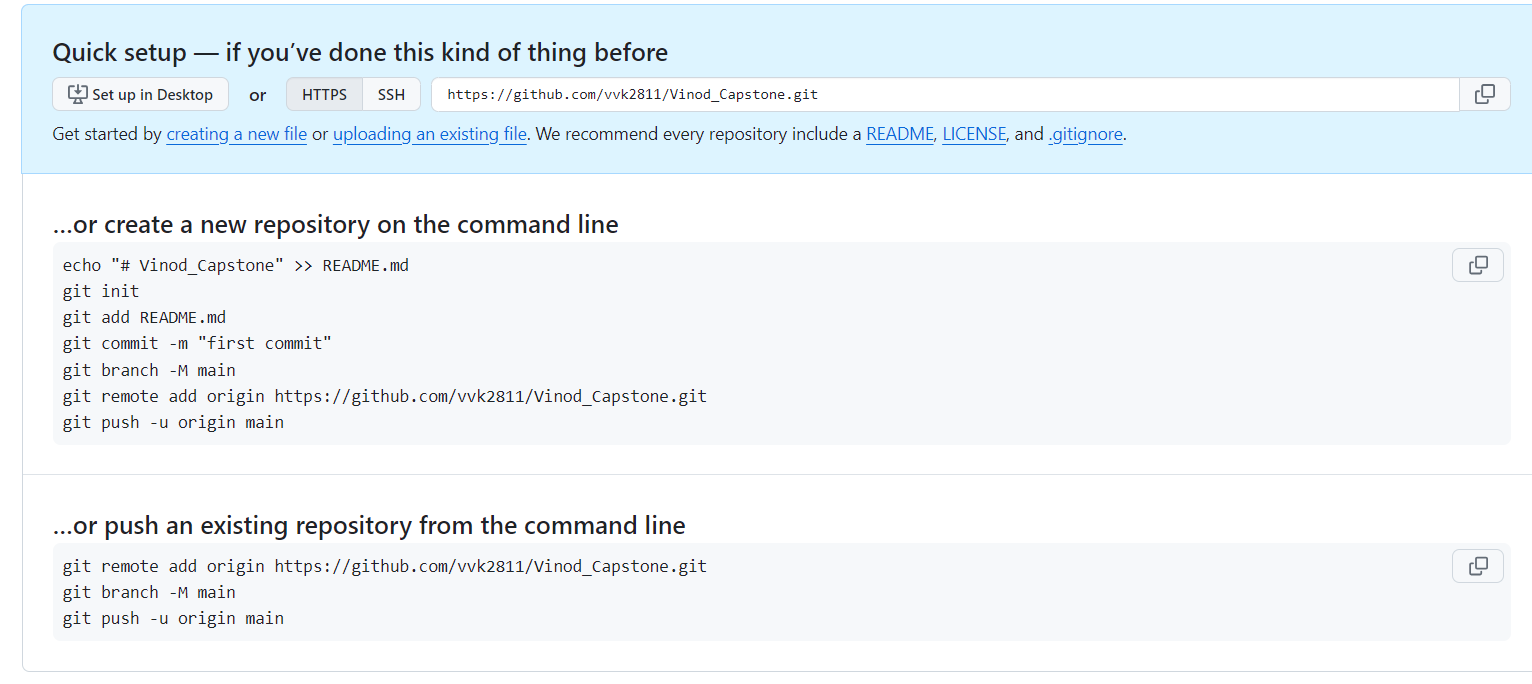 Quick setup — if you’ve done this kind of thing before
Set up in Desktop or HTTPS SSH https://github.com/vvk2811/Vinod_Capstone.git
Get started by creating a new file or uploading an existing file. We recommend every repository include a README, LICENSE, and .gitignore.
…or create a new repository on the command line
echo "# Vinod_Capstone" >> README.md
git init
git add README.md
git commit -m "first commit"
git branch -M main
git remote add origin https://github.com/vvk2811/Vinod_Capstone.git
git push -u origin main
…or push an existing repository from the command line
git remote add origin https://github.com/vvk2811/Vinod_Capstone.git
git branch -M main
git push -u origin main